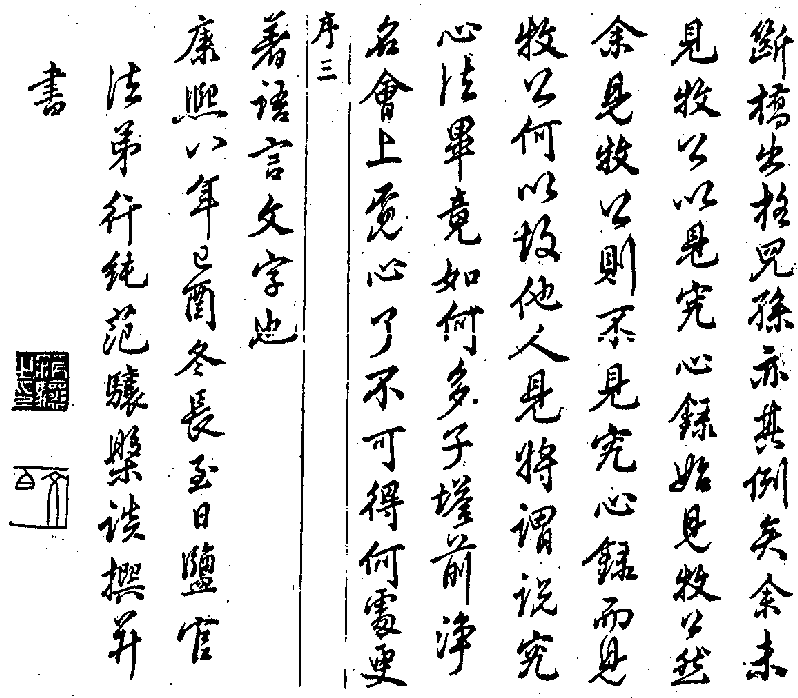 斷橋出枝兒孫亦其例矣余未
見牧公以見究心錄始見牧公然
余見牧公則不見究心錄而見
牧公何以故他人見將謂說究
心法畢竟如何多子塔前淨
名會上覓心了不可得何處更
序三
著語言文字也
康熙八年己酉冬長至日鹽官
法弟行純范驤槃談撰并
書